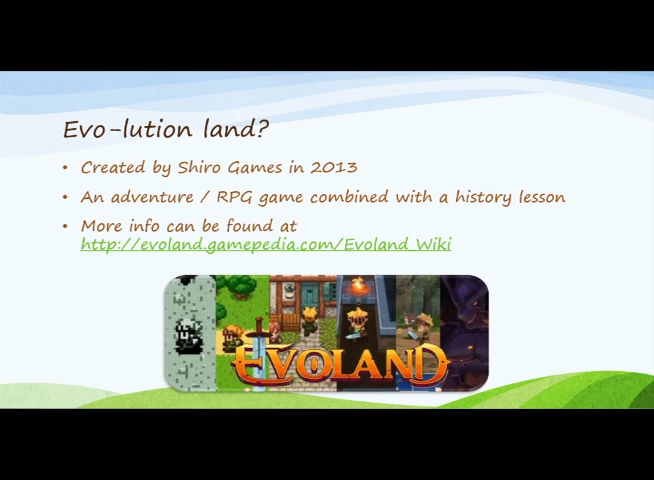 Evo-lution land?
• Created by Shiro Games in 2013
• An adventure / RPG game combined with a history lesson
• More info can be found at
http://evoland.gamepedia.com/Evoland_Wiki
EVOLAND